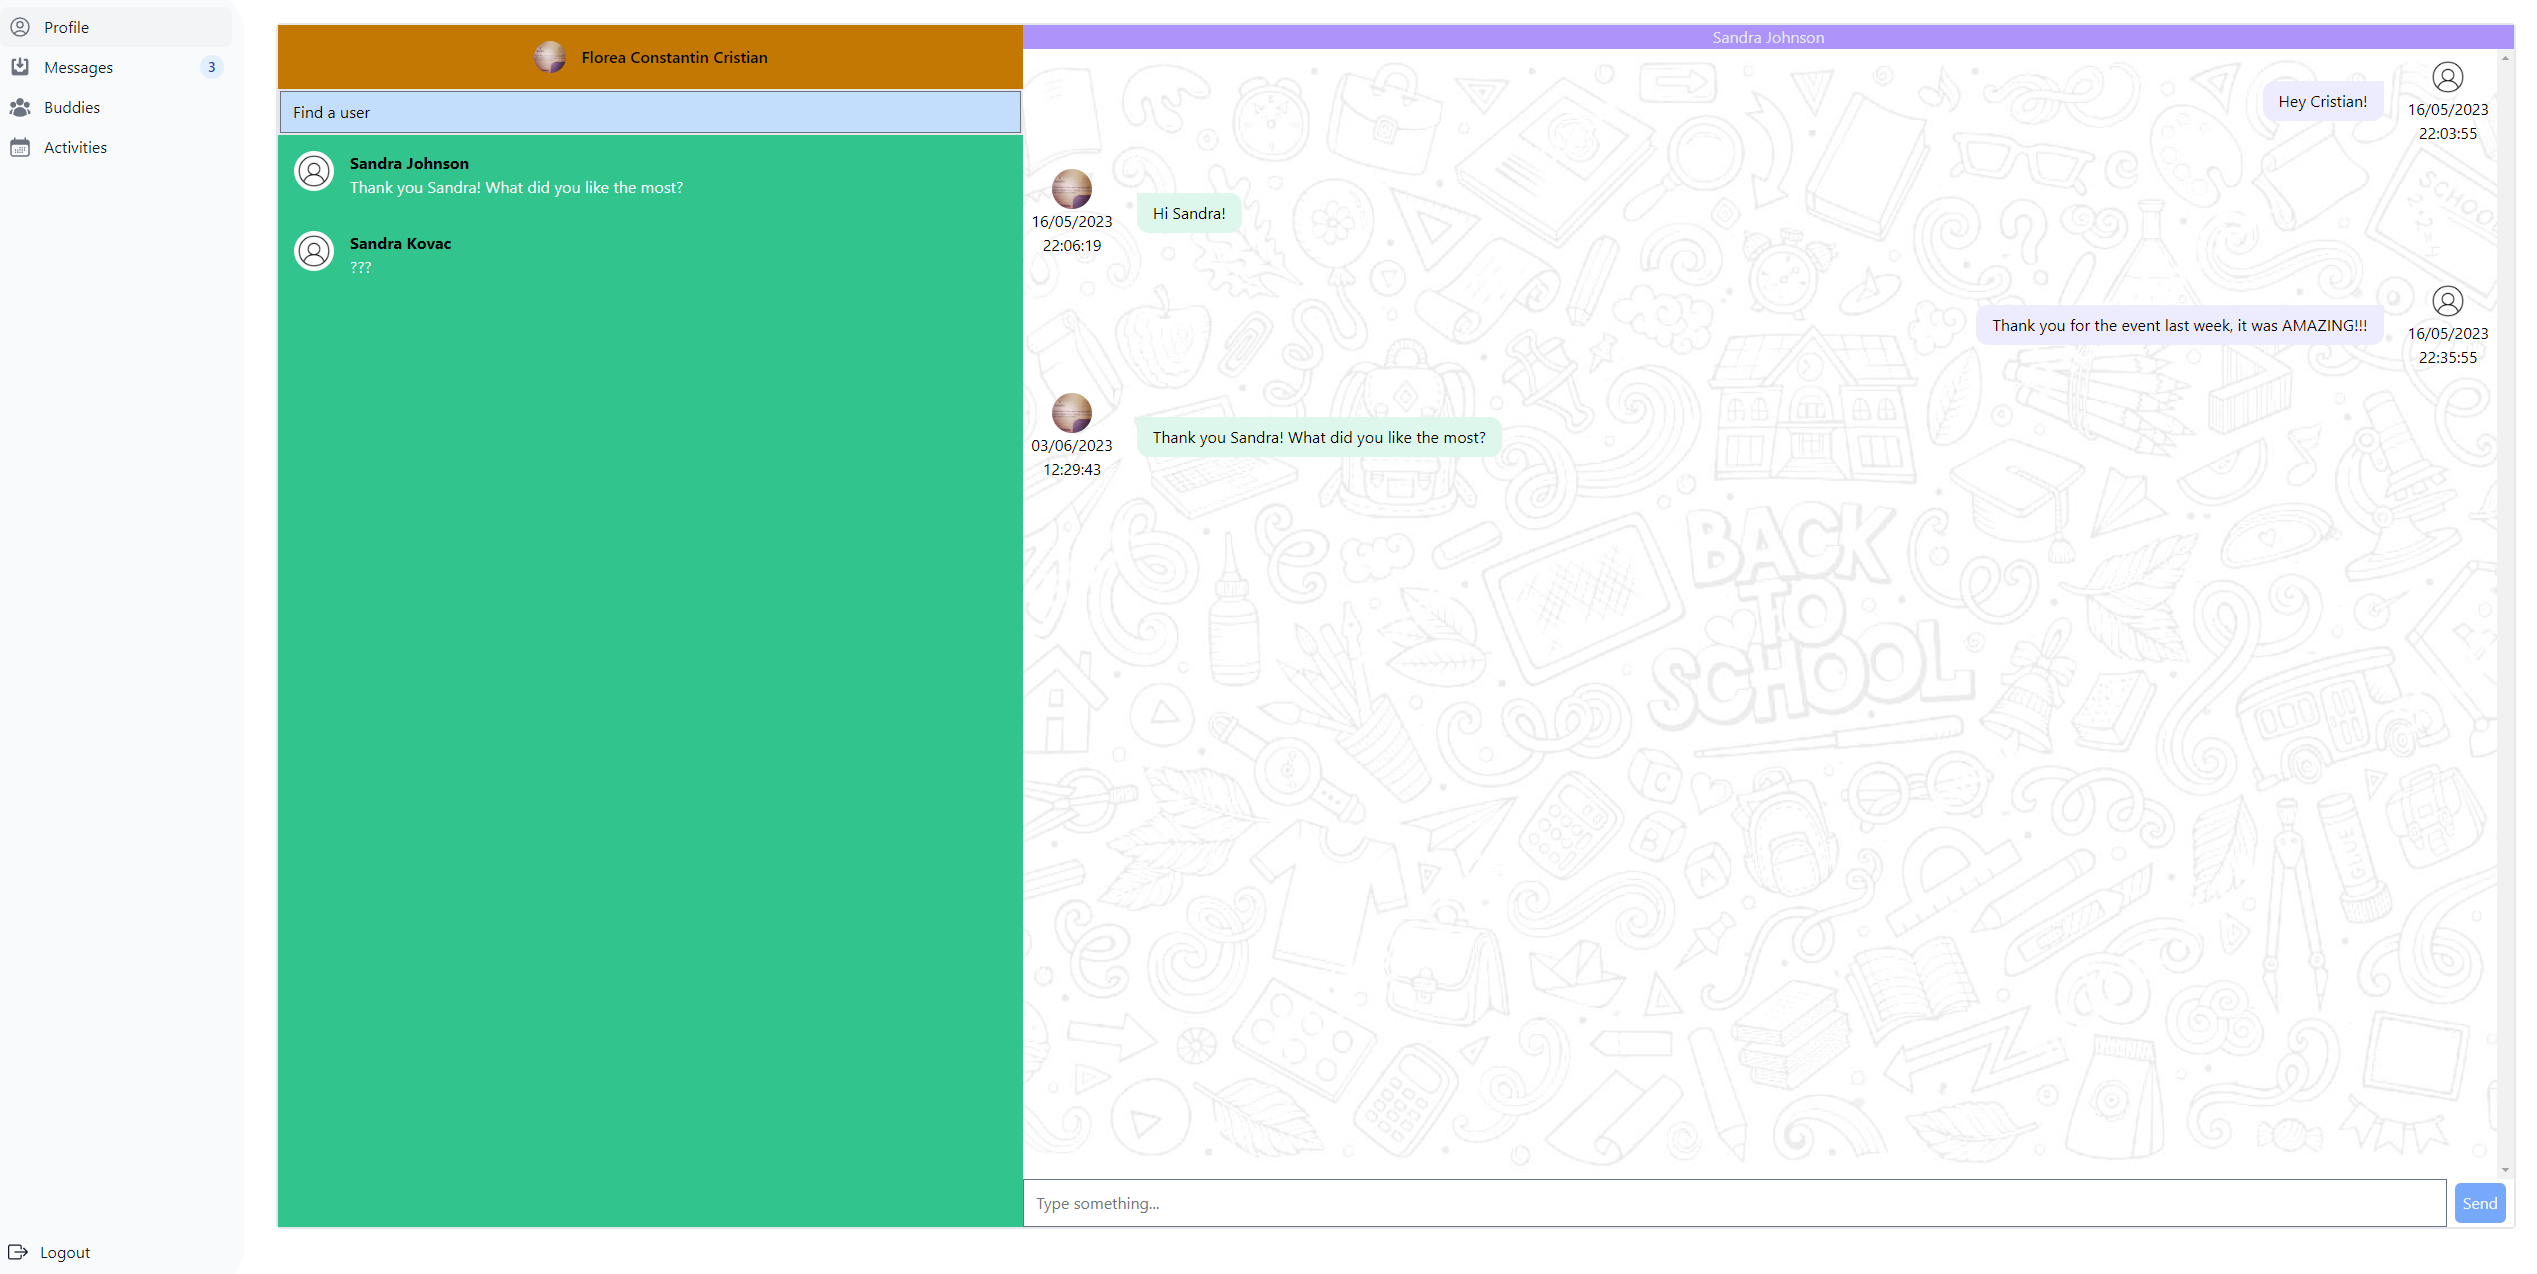 Profile
Messages 3
Buddies
Activities
Logout
Florea Constantin Cristian
Find a user
Sandra Johnson
Thank you Sandra! What did you like the most?
Sandra Kovac
???
Sandra Johnson
Hey Cristian!
16/05/2023
22:03:55
Hi Sandra!
16/05/2023
22:06:19
Thank you for the event last week, it was AMAZING!!!
16/05/2023
22:35:55
Thank you Sandra! What did you like the most?
03/06/2023
12:29:43
SCHOOL
BACK
TO
SCHOOL
C
B
A
GLUE
Type something...
Send